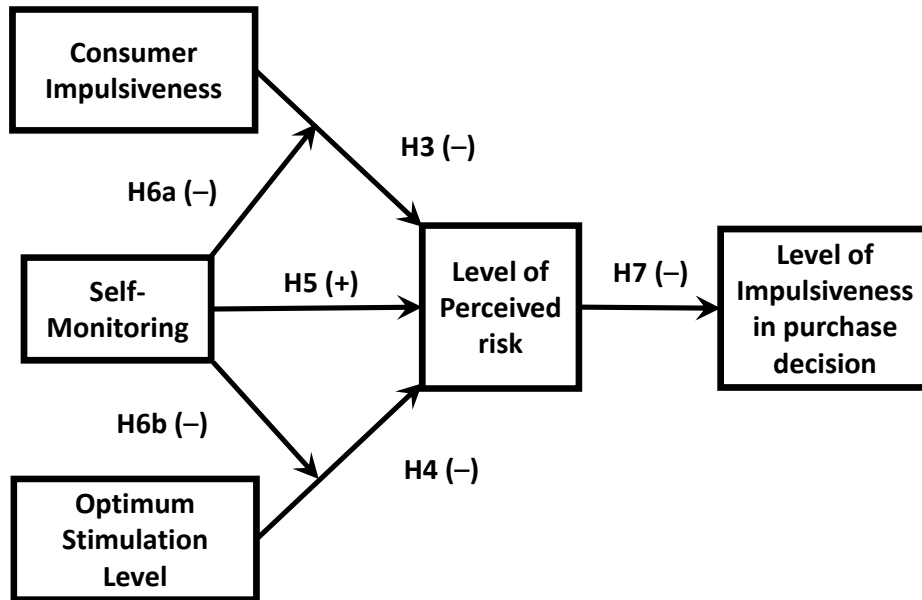 Consumer
Impulsiveness
H3 (–)
H6a (–)
Self-
Monitoring
H5 (+)
Level of
Perceived
risk
H7 (–)
Level of
Impulsiveness
in purchase
decision
H6b (–)
H4 (–)
Optimum
Stimulation
Level